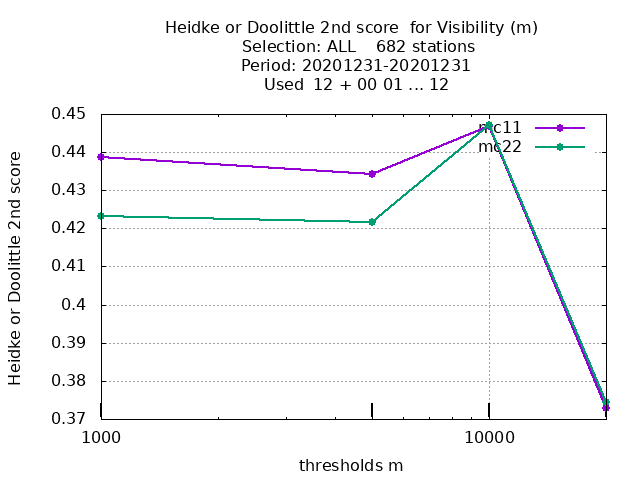 Heidke or Doolittle 2nd score  for Visibility (m)
Selection: ALL    682 stations
Period: 20201231-20201231
Used  12 + 00 01 ... 12
Heidke or Doolittle 2nd score
0.45
0.44
0.43
0.42
0.41
0.4
0.39
0.38
0.37
mc11
mc22
1000
10000
thresholds m